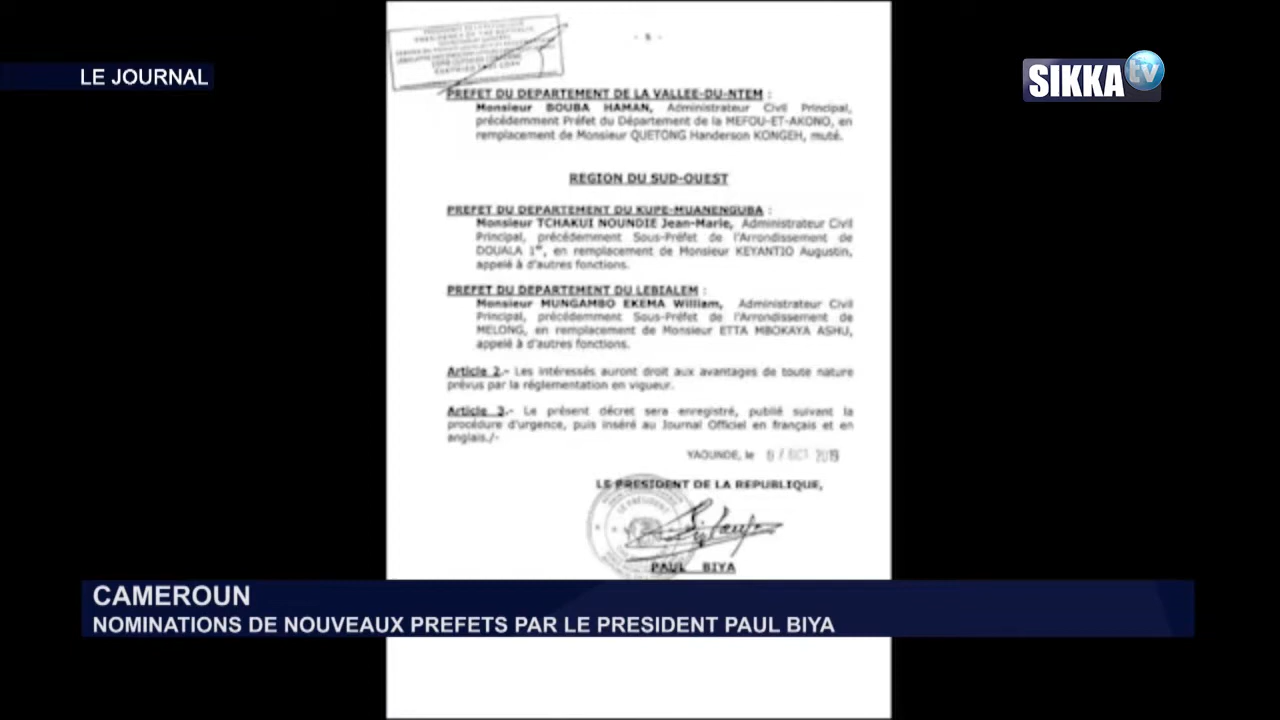 LE JOURNAL
SIKKA tv
- 5 -
PRESIDENCY OF THE REPUBLIC
PREFET DU DEPARTEMENT DE LA VALLEE-DU-NTEM :
Monsieur BOUBA HAMAN, Administrateur Civil Principal,
précédemment Préfet du Département de la MEFOU-ET-AKONO, en
remplacement de Monsieur QUETONG Handerson KONGEH, muté.
REGION DU SUD-OUEST
PREFET DU DEPARTEMENT DU KUPE-MUANENGUBA :
Monsieur TCHAKUI NOUNDIE Jean-Marie, Administrateur Civil
Principal, précédemment Sous-Préfet de l'Arrondissement de
DOUALA 1er, en remplacement de Monsieur KEYANTIO Augustin,
appelé à d'autres fonctions.
PREFET DU DEPARTEMENT DU LEBIALEM :
Monsieur MUNGAMBO EKEMA William, Administrateur Civil
Principal, précédemment Sous-Préfet de l'Arrondissement de
MELONG, en remplacement de Monsieur ETTA MBOKAYA ASHU,
appelé à d'autres fonctions.
Article 2.- Les intéressés auront droit aux avantages de toute nature
prévus par la réglementation en vigueur.
Article 3.- Le présent décret sera enregistré, publié suivant la
procédure d'urgence, puis inséré au Journal Officiel en français et en
anglais./-
YAOUNDE, le OCT 2019
LE PRESIDENT DE LA REPUBLIQUE,
LE PRESIDENT
PAUL BIYA
CAMEROUN
NOMINATIONS DE NOUVEAUX PREFETS PAR LE PRESIDENT PAUL BIYA